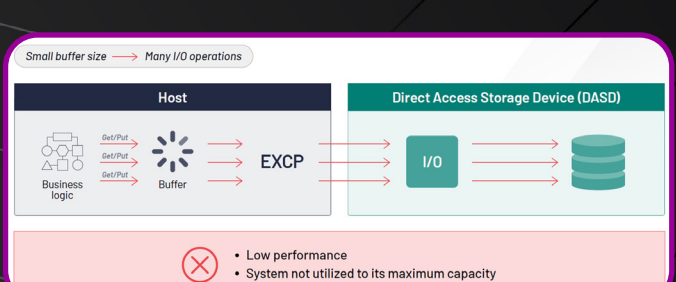 Small buffer size → Many I/O operations
Host
Direct Access Storage Device (DASD)
Get/Put
Get/Put
Get/Put
Business
logic
Buffer
EXCP
I/O
• Low performance
• System not utilized to its maximum capacity